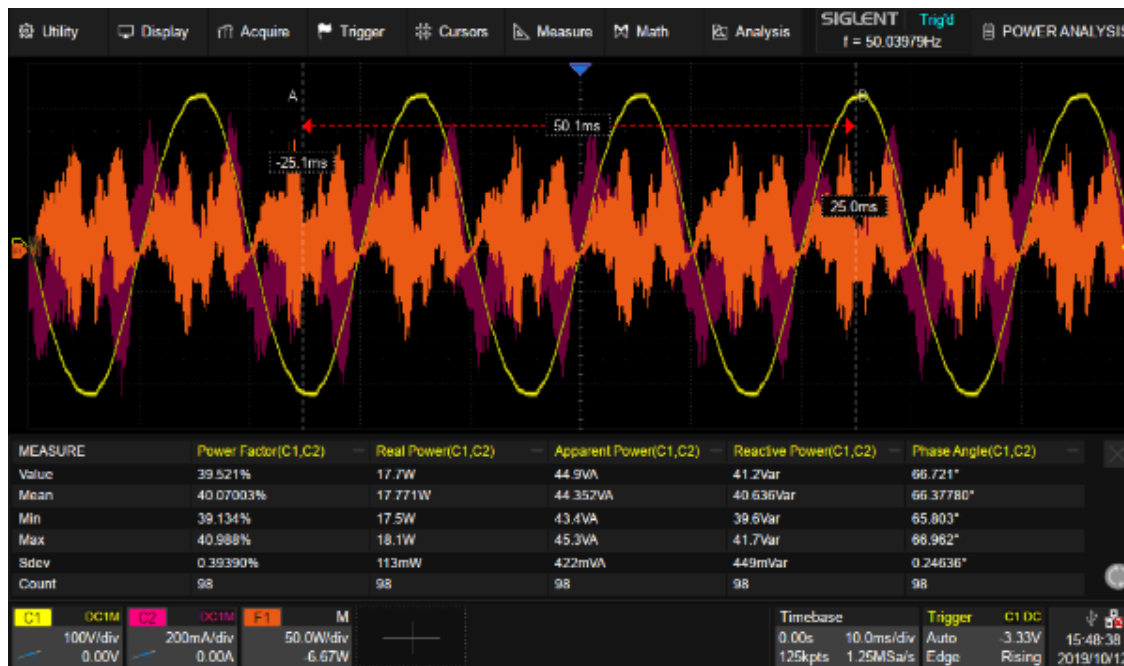 Utility Display Acquire Trigger Cursors Measure Math Analysis SIGLENT Trig'd POWER ANALYSIS
f = 50.03979Hz
A B
50.1ms
-25.1ms
25.0ms
MEASURE Power Factor(C1,C2) Real Power(C1,C2) Apparent Power(C1,C2) Reactive Power(C1,C2) Phase Angle(C1,C2)
Value 39.521% 17.7W 44.9VA 41.2Var 66.721°
Mean 40.07003% 17.771W 44.352VA 40.636Var 66.37780°
Min 39.134% 17.5W 43.4VA 39.6Var 65.803°
Max 40.988% 18.1W 45.3VA 41.7Var 66.962°
Sdev 0.39390% 113mW 422mVA 449mVar 0.24636°
Count 98 98 98 98 98
C1 DC1M C2 DC1M F1 M Timebase Trigger C1 DC
100V/div 200mA/div 50.0W/div 0.00s 10.0ms/div Auto -3.33V 15:48:38
0.00V 0.00A -6.67W 125kpts 1.25MSa/s Edge Rising 2019/10/1